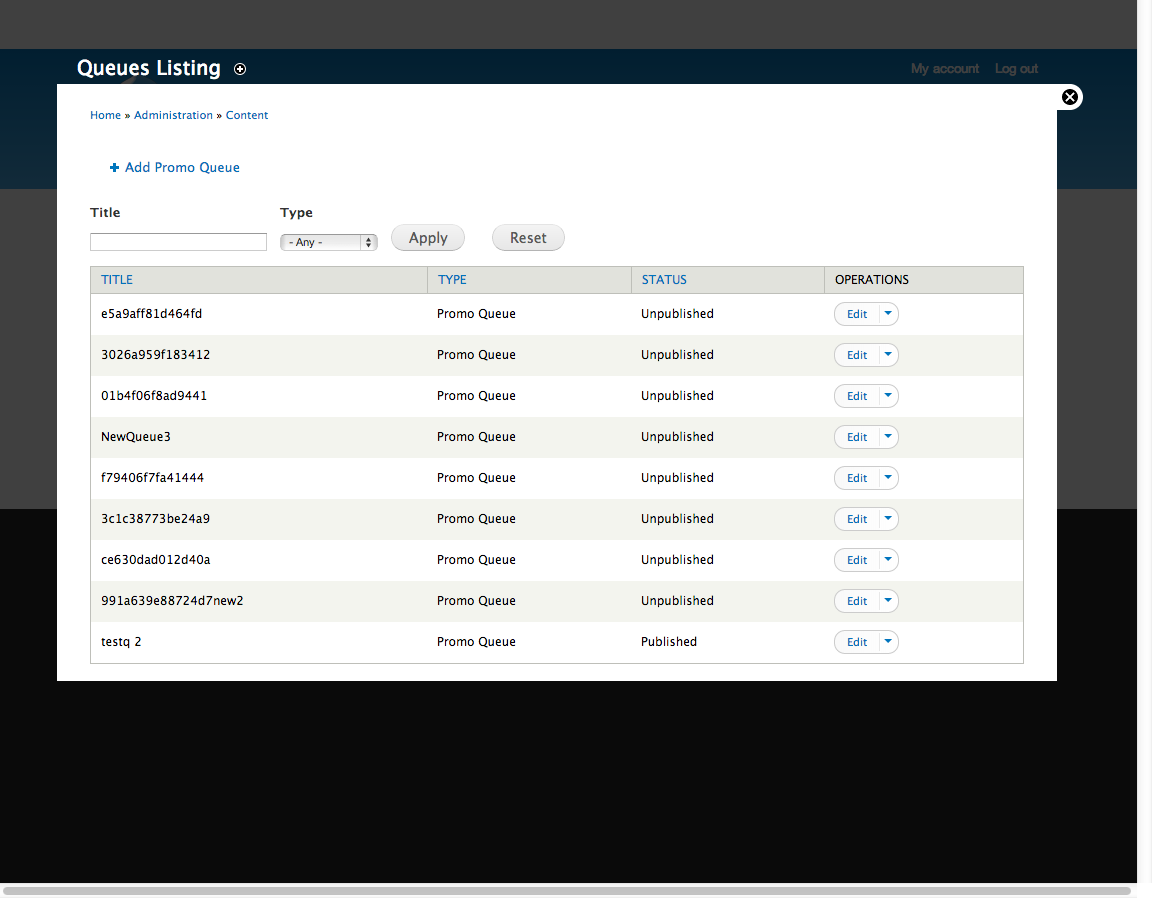 Queues Listing
My account Log out
Home » Administration » Content
Add Promo Queue
Title Type
- Any - Apply Reset
TITLE TYPE STATUS OPERATIONS
e5a9aff81d464fd Promo Queue Unpublished Edit
3026a959f183412 Promo Queue Unpublished Edit
01b4f06f8ad9441 Promo Queue Unpublished Edit
NewQueue3 Promo Queue Unpublished Edit
f79406f7fa41444 Promo Queue Unpublished Edit
3c1c38773be24a9 Promo Queue Unpublished Edit
ce630dad012d40a Promo Queue Unpublished Edit
991a639e88724d7new2 Promo Queue Unpublished Edit
testq 2 Promo Queue Published Edit